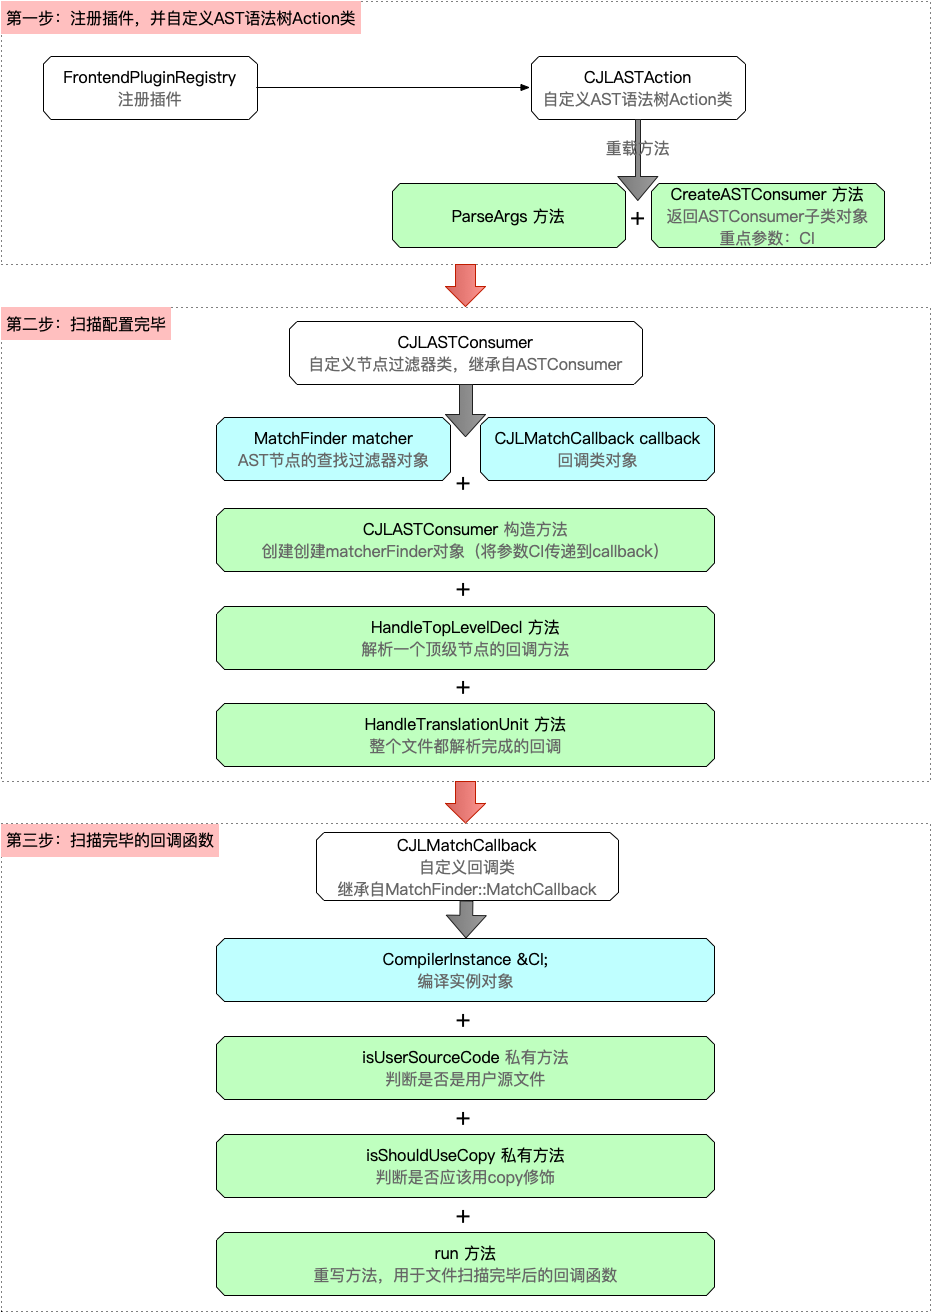 第一步：注册插件，并自定义AST语法树Action类
FrontendPluginRegistry
注册插件
CJLASTAction
自定义AST语法树Action类
重载方法
ParseArgs 方法
+
CreateASTConsumer 方法
返回ASTConsumer子类对象
重点参数：CI
第二步：扫描配置完毕
CJLASTConsumer
自定义节点过滤器类，继承自ASTConsumer
MatchFinder matcher
AST节点的查找过滤器对象
CJLMatchCallback callback
回调类对象
+
CJLASTConsumer 构造方法
创建创建matcherFinder对象（将参数CI传递到callback）
+
HandleTopLevelDecl 方法
解析一个顶级节点的回调方法
+
HandleTranslationUnit 方法
整个文件都解析完成的回调
第三步：扫描完毕的回调函数
CJLMatchCallback
自定义回调类
继承自MatchFinder::MatchCallback
CompilerInstance &CI;
编译实例对象
+
isUserSourceCode 私有方法
判断是否是用户源文件
+
isShouldUseCopy 私有方法
判断是否应该用copy修饰
+
run 方法
重写方法，用于文件扫描完毕后的回调函数